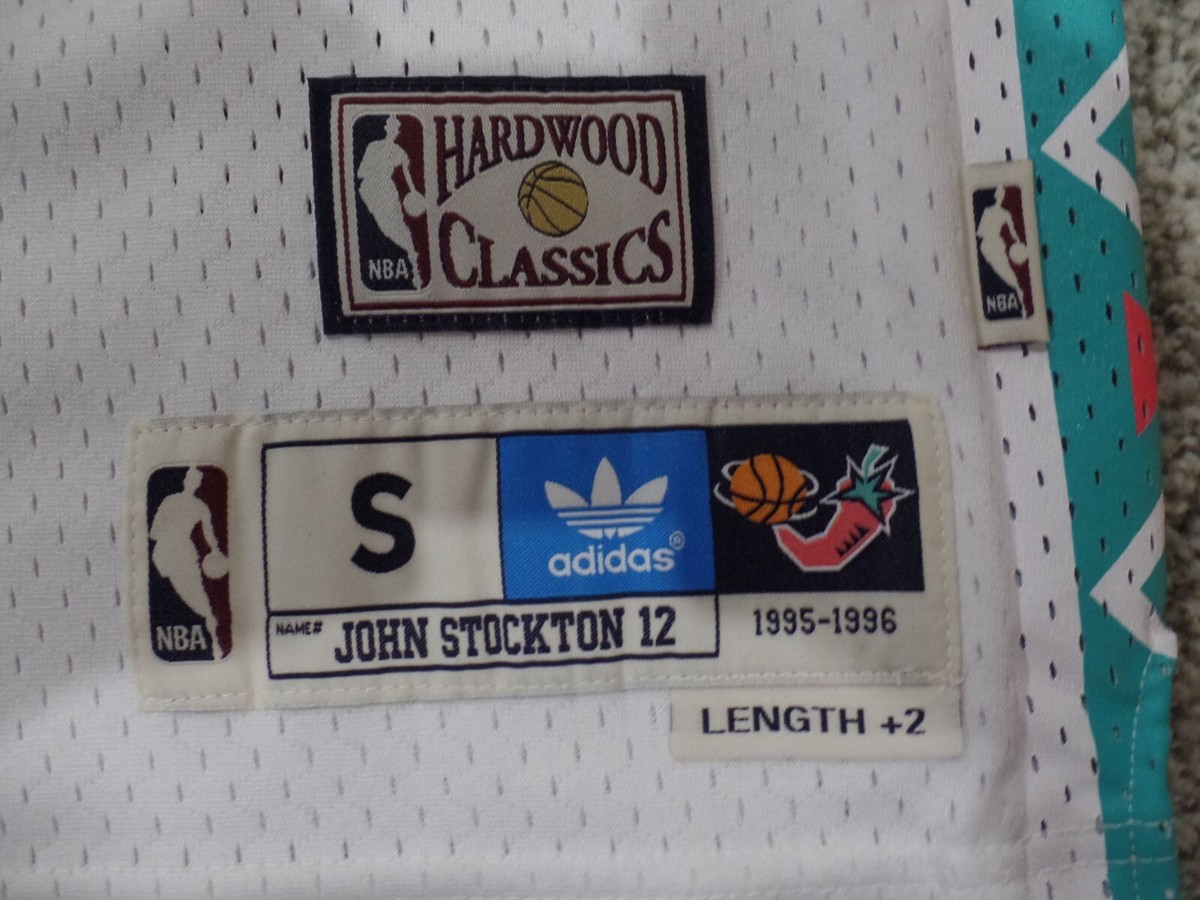 HARDWOOD
CLASSICS
NBA
NBA
S
adidas®
NBA
NAME# JOHN STOCKTON 12
1995-1996
LENGTH +2